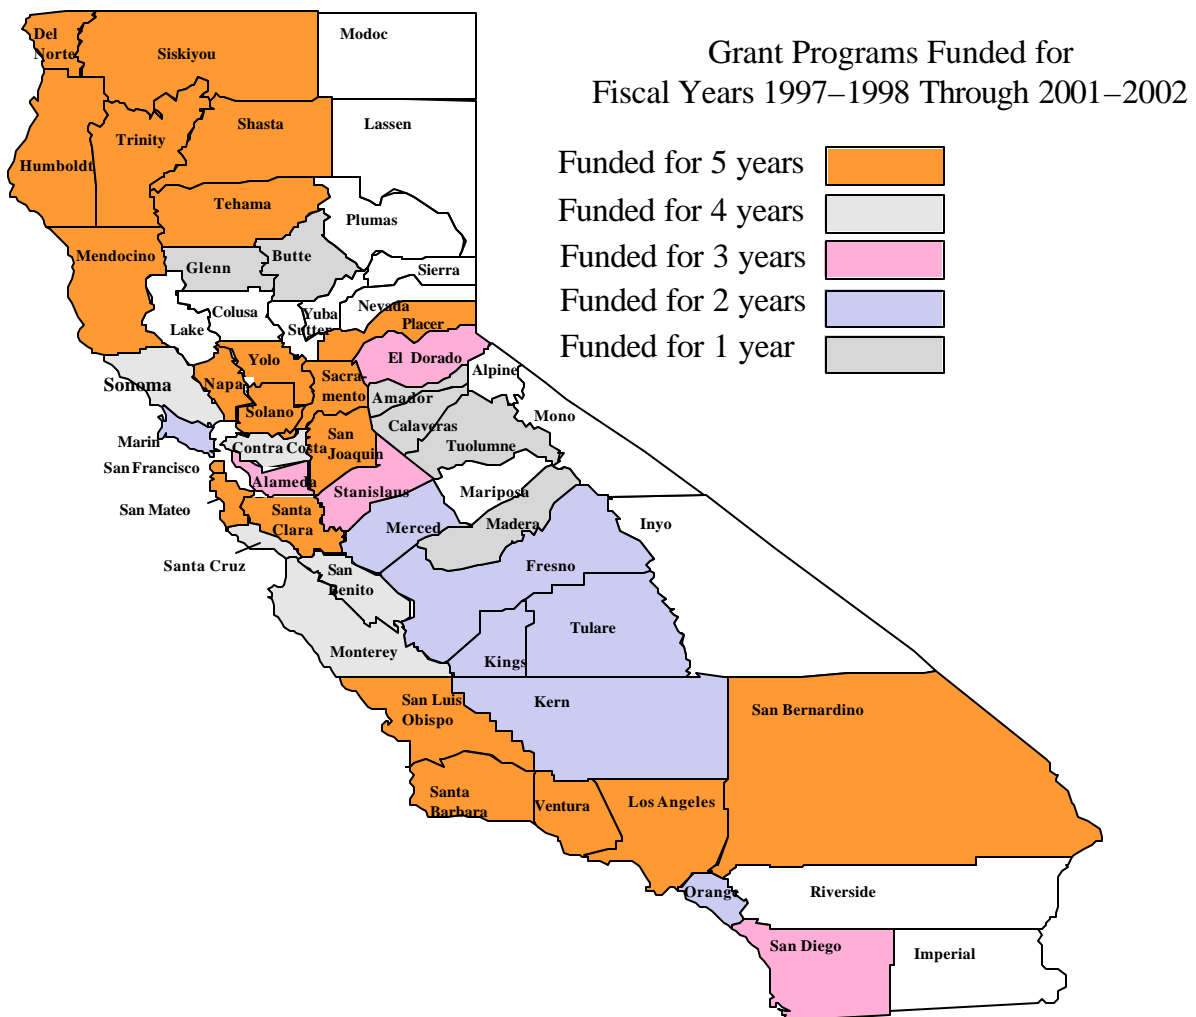 Grant Programs Funded for
Fiscal Years 1997–1998 Through 2001–2002
Funded for 5 years
Funded for 4 years
Funded for 3 years
Funded for 2 years
Funded for 1 year
Del
Norte
Siskiyou
Modoc
Humboldt
Trinity
Shasta
Lassen
Tehama
Plumas
Mendocino
Glenn
Butte
Sierra
Lake
Colusa
Yuba
Sutter
Nevada
Placer
Yolo
El Dorado
Sonoma
Napa
Sacra-
mento
Alpine
Solano
Amador
Mono
Marin
Contra Costa
San
Joaquin
Calaveras
Tuolumne
San Francisco
Alameda
Stanislaus
Mariposa
San Mateo
Santa
Clara
Merced
Madera
Inyo
Santa Cruz
San
Benito
Fresno
Monterey
Kings
Tulare
San Luis
Obispo
Kern
San Bernardino
Santa
Barbara
Ventura
Los Angeles
Orange
Riverside
San Diego
Imperial